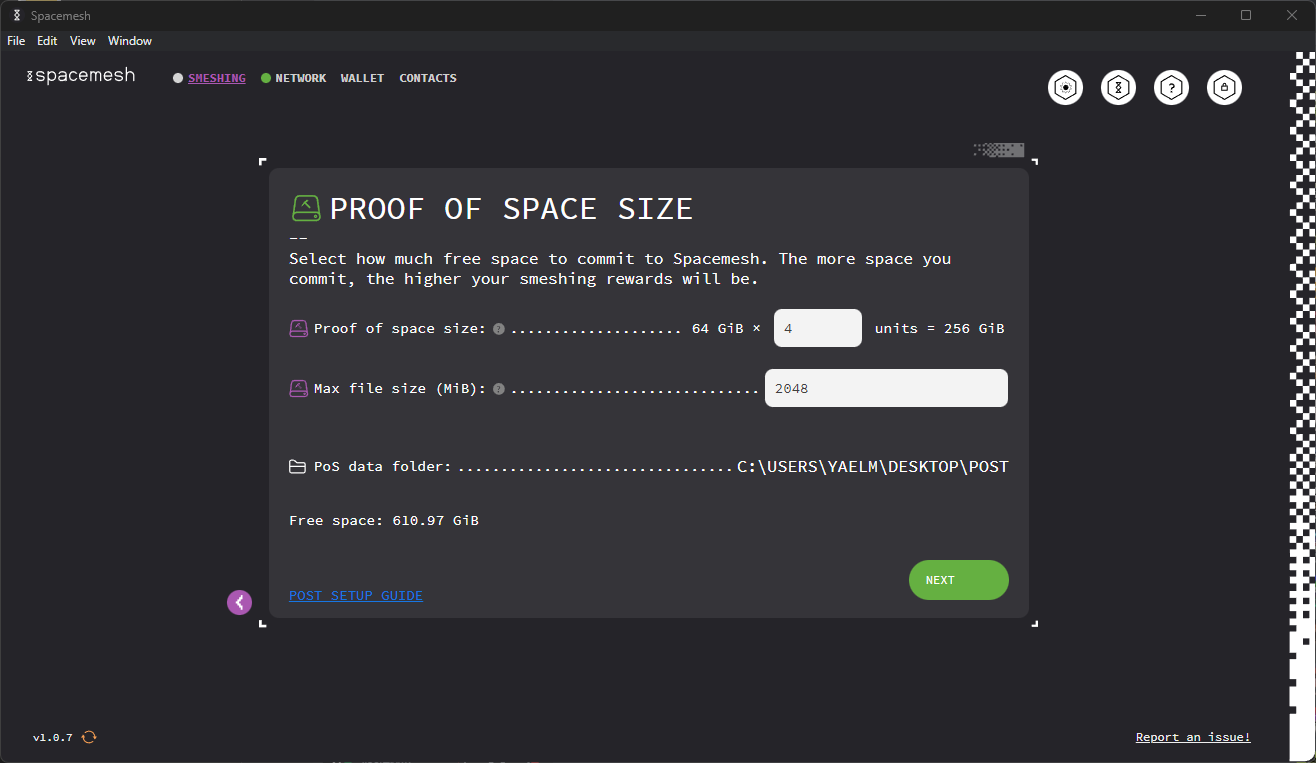 Spacemesh
File Edit View Window
spacemesh
SMESHING NETWORK WALLET CONTACTS
?
PROOF OF SPACE SIZE
--
Select how much free space to commit to Spacemesh. The more space you
commit, the higher your smeshing rewards will be.
Proof of space size: ? .................... 64 GiB × 4 units = 256 GiB
Max file size (MiB): ? ............................. 2048
PoS data folder: ................................ C:\USERS\YAELM\DESKTOP\POST
Free space: 610.97 GiB
NEXT
POST SETUP GUIDE
v1.0.7
Report an issue!